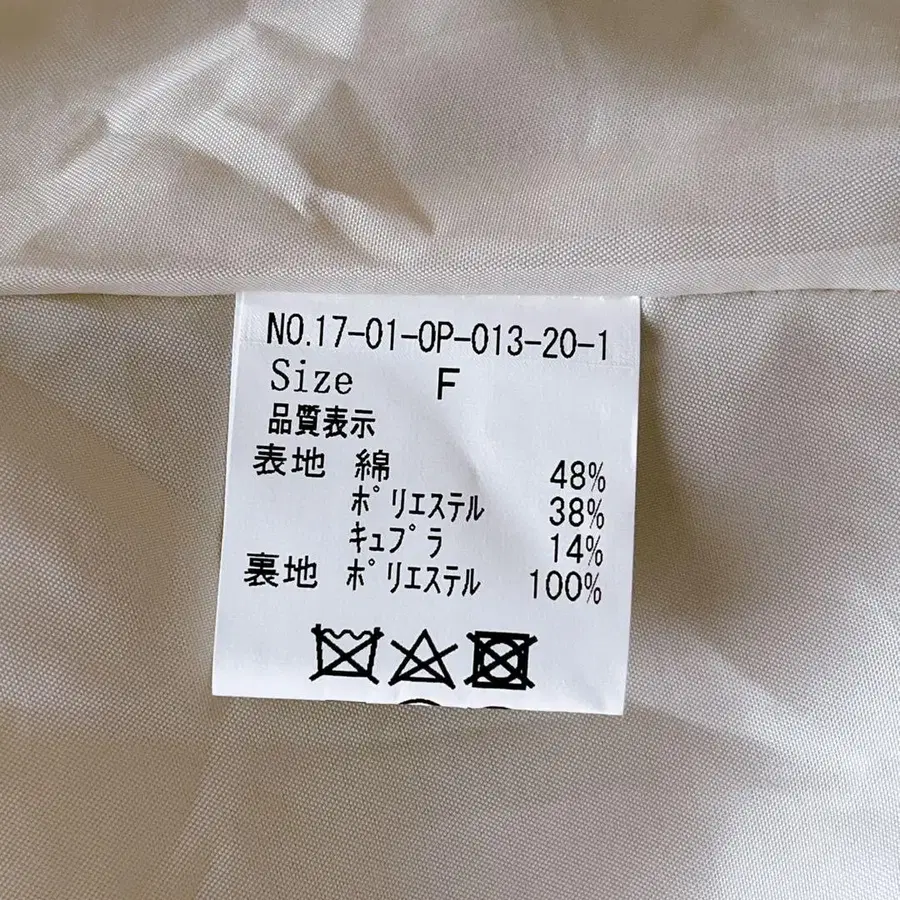 NO.17-01-OP-013-20-1
Size F
品質表示
表地 綿 48%
ﾎﾟﾘｴｽﾃﾙ 38%
ｷｭﾌﾟﾗ 14%
裏地 ﾎﾟﾘｴｽﾃﾙ 100%